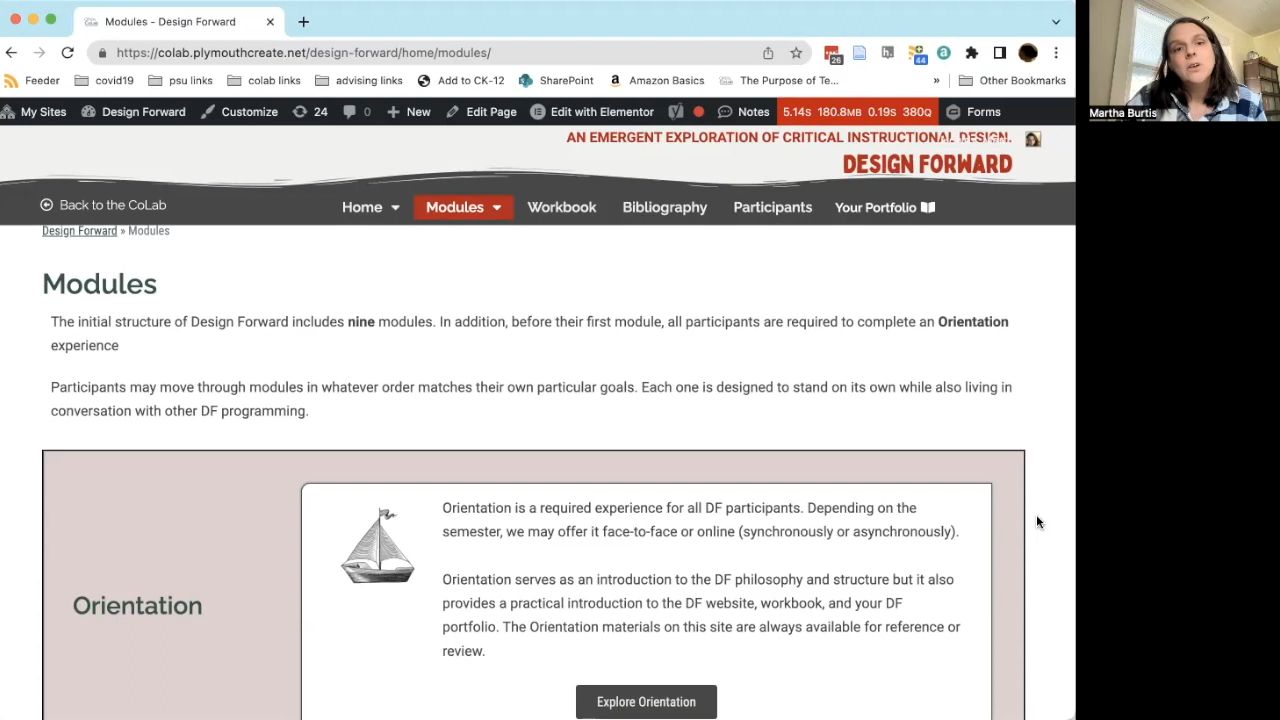 Modules - Design Forward
https://colab.plymouthcreate.net/design-forward/home/modules/
26
44
Feeder covid19 psu links colab links advising links Add to CK-12 SharePoint Amazon Basics The Purpose of Te... » Other Bookmarks
My Sites Design Forward Customize 24 0 New Edit Page Edit with Elementor Notes 5.14S 180.8MB 0.19S 380Q Forms
AN EMERGENT EXPLORATION OF CRITICAL INSTRUCTIONAL DESIGN.
DESIGN FORWARD
Back to the CoLab Home Modules Workbook Bibliography Participants Your Portfolio
Design Forward » Modules
Modules
The initial structure of Design Forward includes nine modules. In addition, before their first module, all participants are required to complete an Orientation
experience
Participants may move through modules in whatever order matches their own particular goals. Each one is designed to stand on its own while also living in
conversation with other DF programming.
Orientation
Orientation is a required experience for all DF participants. Depending on the
semester, we may offer it face-to-face or online (synchronously or asynchronously).
Orientation serves as an introduction to the DF philosophy and structure but it also
provides a practical introduction to the DF website, workbook, and your DF
portfolio. The Orientation materials on this site are always available for reference or
review.
Explore Orientation
Martha Burtis